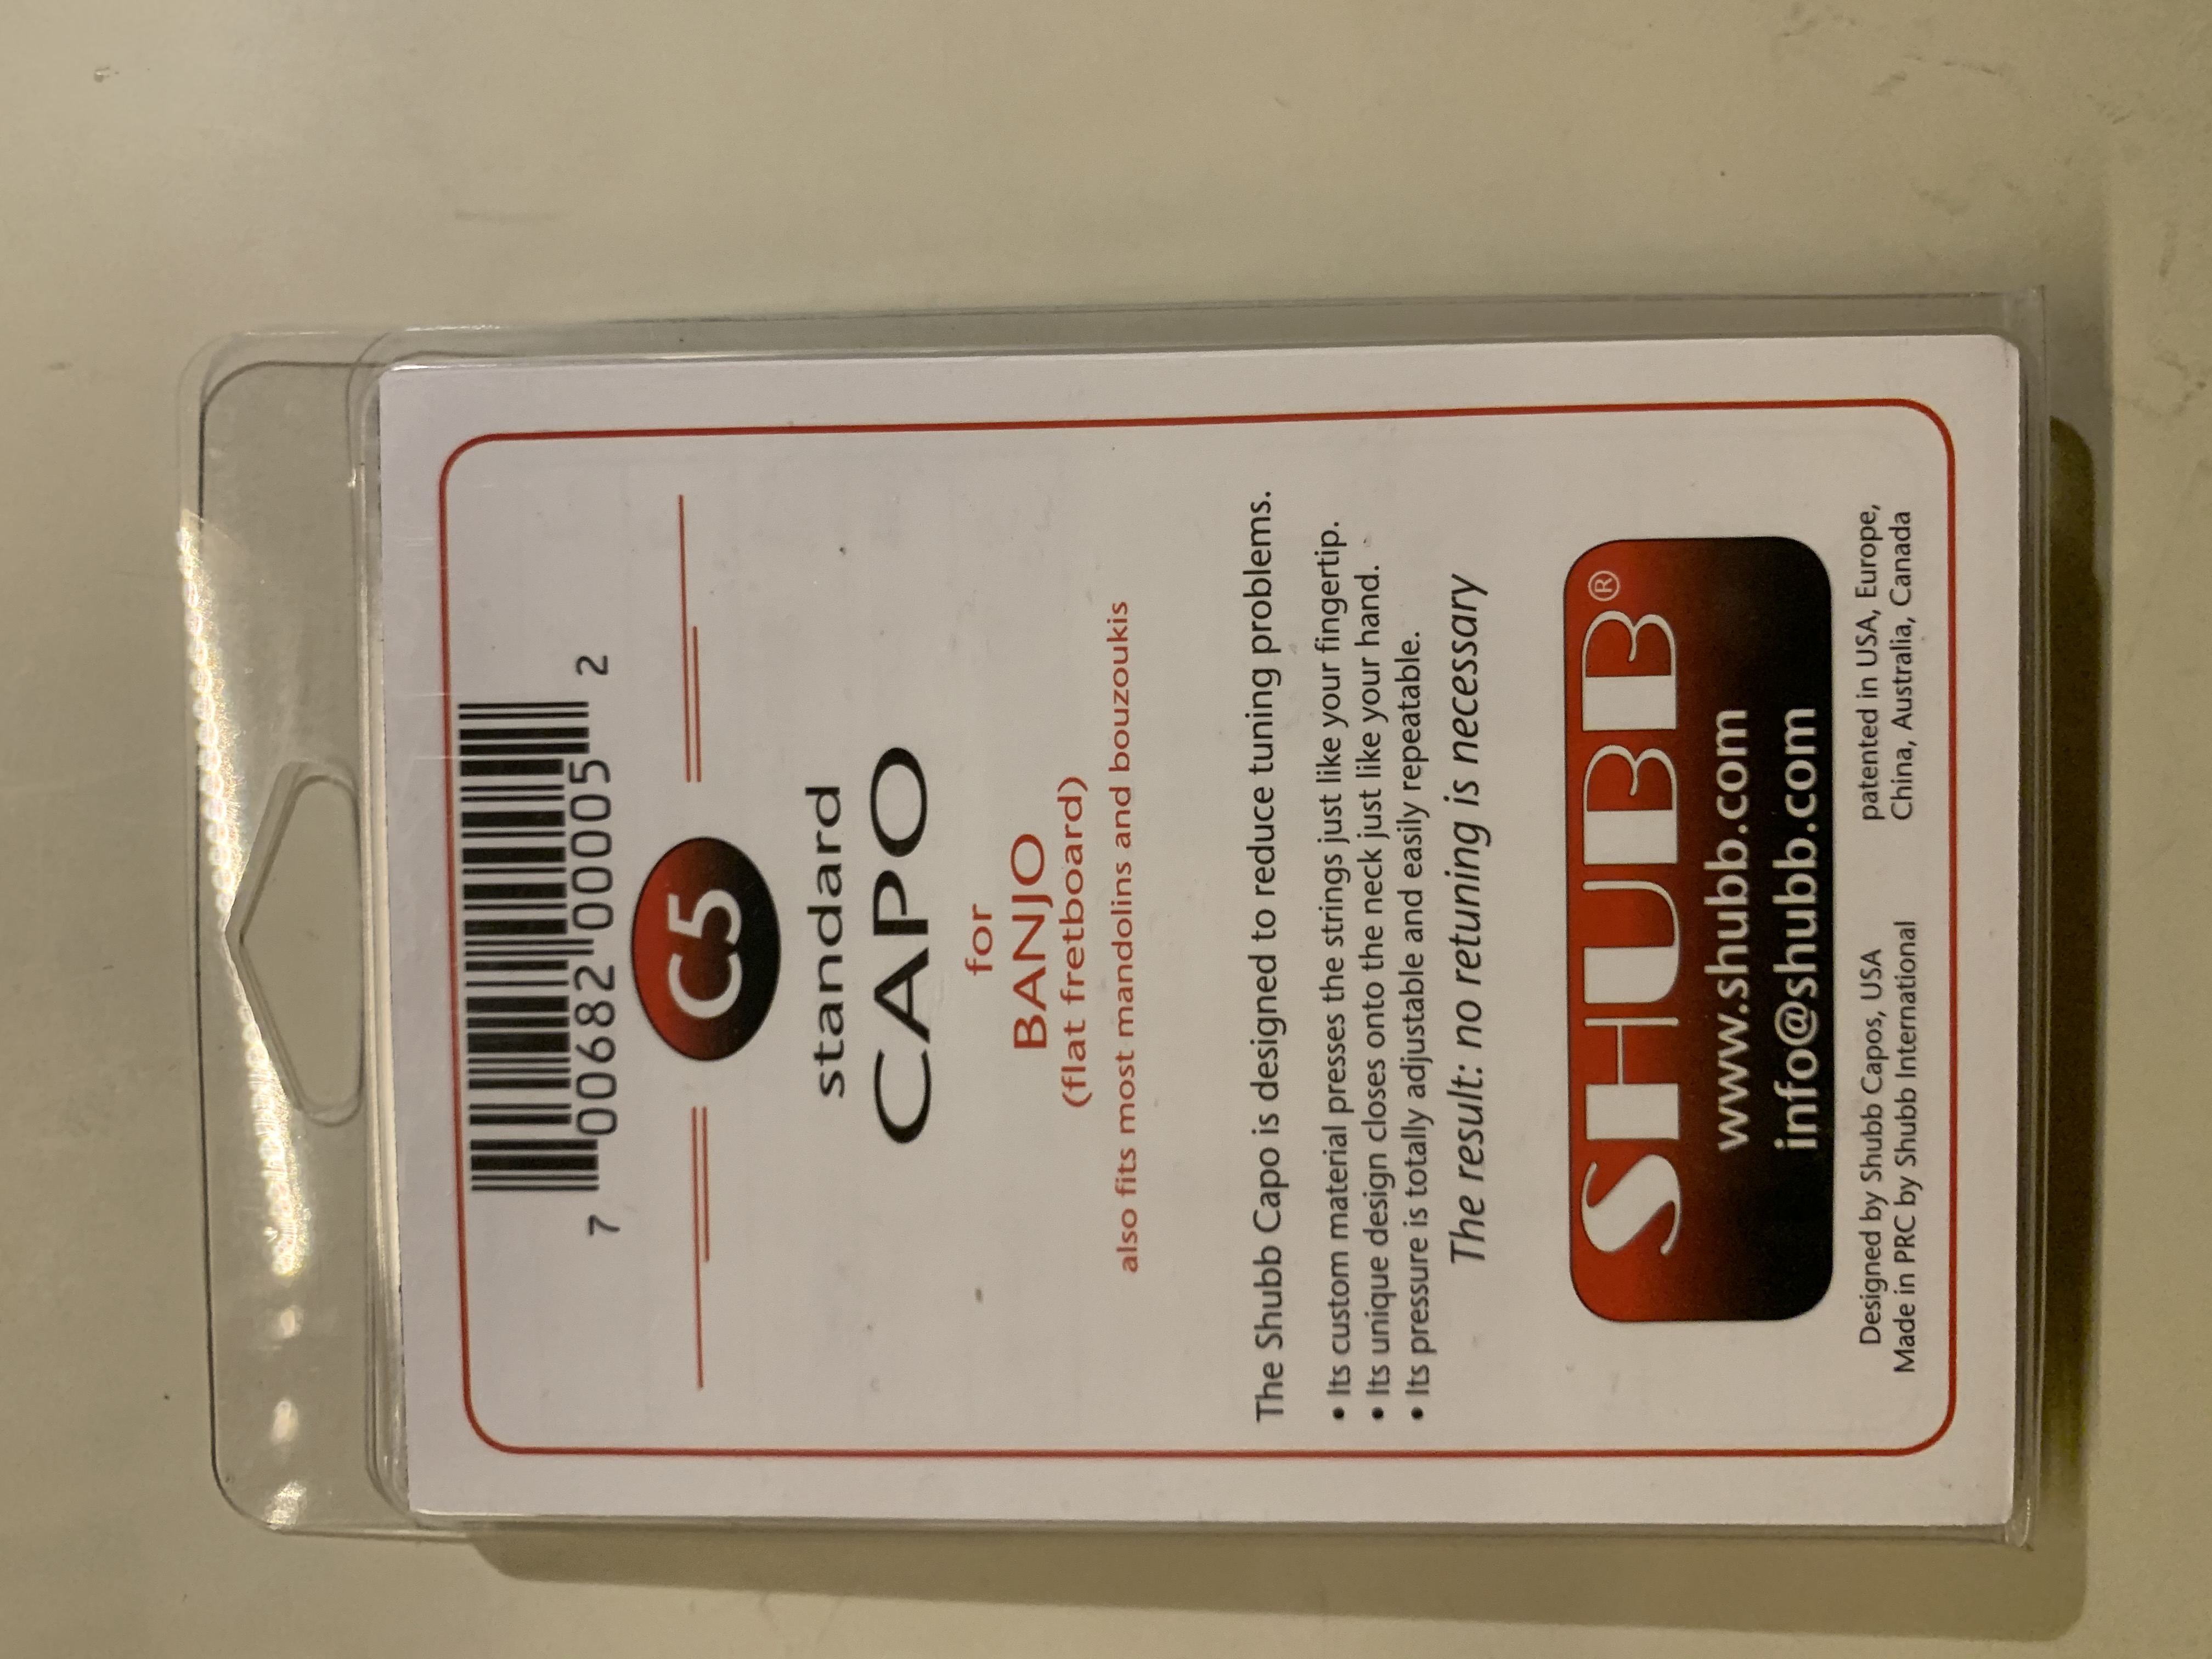 7 00682 00005 2
C5
standard
CAPO
for
BANJO
(flat fretboard)
also fits most mandolins and bouzoukis
The Shubb Capo is designed to reduce tuning problems.
• Its custom material presses the strings just like your fingertip.
• Its unique design closes onto the neck just like your hand.
• Its pressure is totally adjustable and easily repeatable.
The result: no retuning is necessary
SHUBB®
www.shubb.com
info@shubb.com
Designed by Shubb Capos, USA
Made in PRC by Shubb International
patented in USA, Europe,
China, Australia, Canada